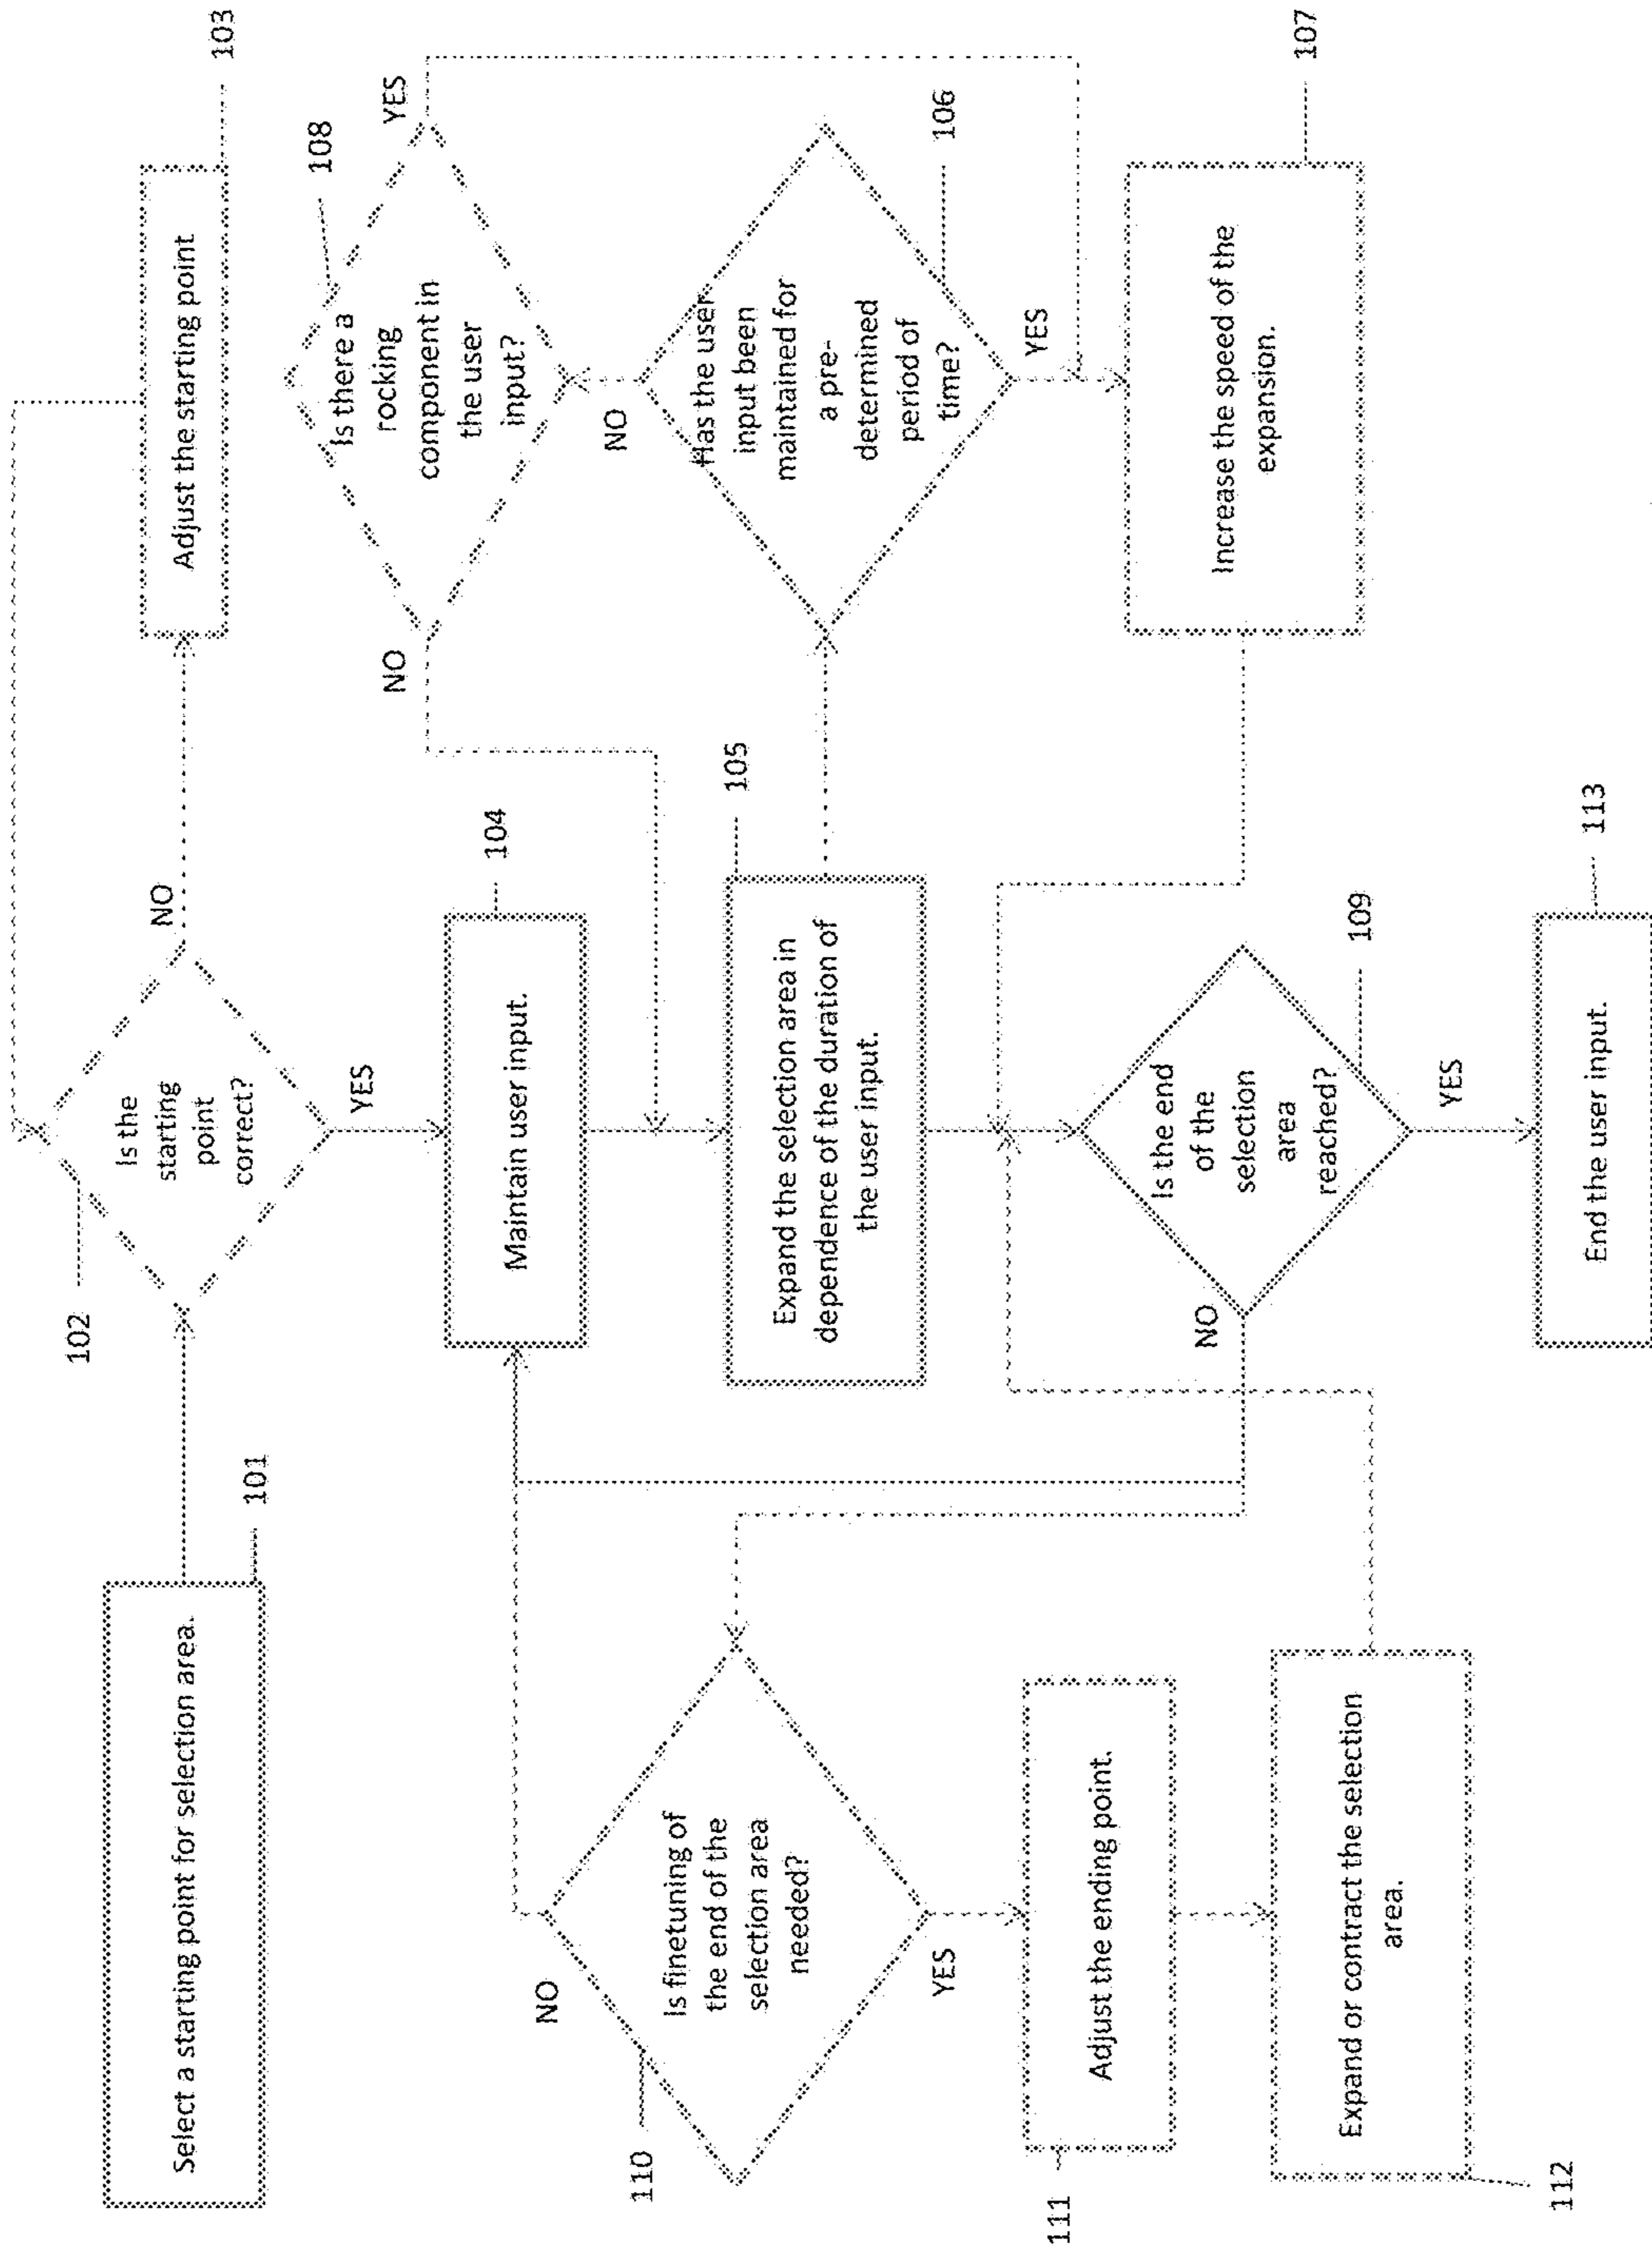 Select a starting point for selection area.
101
102
Is the
starting
point
correct?
NO
YES
Adjust the starting point
103
Maintain user input.
104
Is there a
rocking
component in
the user
input?
108
YES
NO
Expand the selection area in
dependence of the duration of
the user input.
105
NO
Has the user
input been
maintained for
a pre-
determined
period of
time?
106
YES
Increase the speed of the
expansion.
107
NO
Is finetuning of
the end of the
selection area
needed?
110
YES
Is the end
of the
selection
area
reached?
109
NO
YES
Adjust the ending point.
111
Expand or contract the selection
area.
112
End the user input.
113